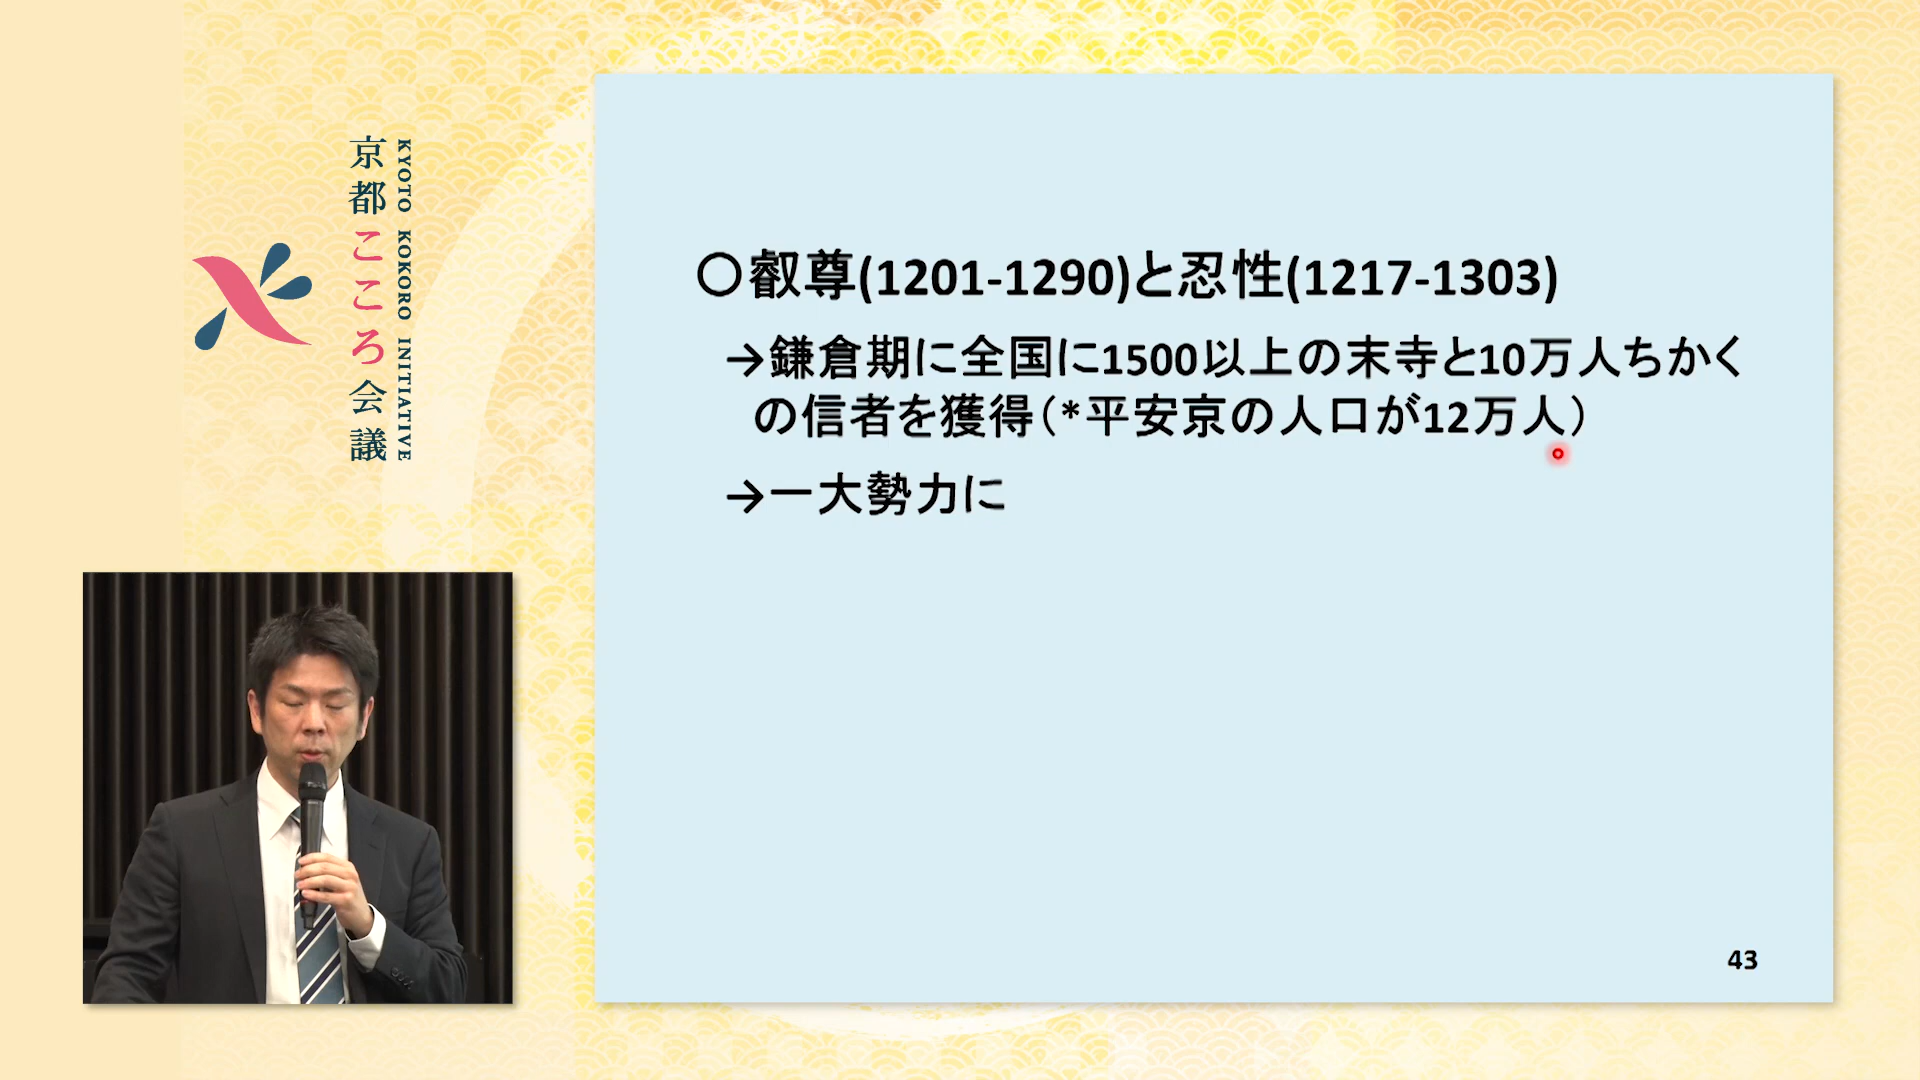 京都こころ会議
KYOTO KOKORO INITIATIVE
〇叡尊(1201-1290)と忍性(1217-1303)
→鎌倉期に全国に1500以上の末寺と10万人ちかく
の信者を獲得（*平安京の人口が12万人）
→一大勢力に
43